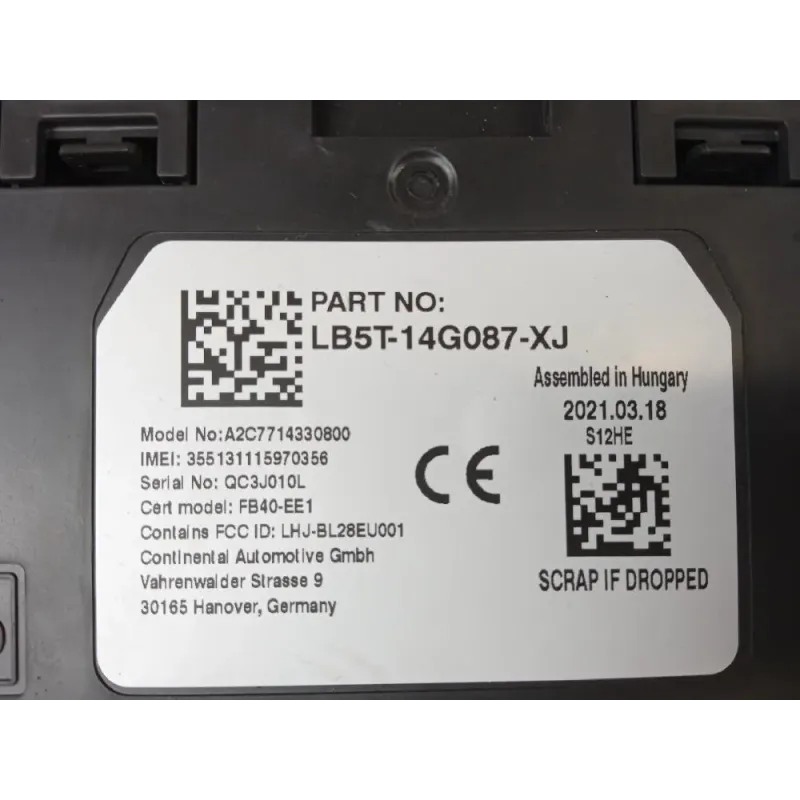 PART NO:
LB5T-14G087-XJ
Assembled in Hungary
2021.03.18
S12HE
Model No:A2C7714330800
IMEI: 355131115970356
Serial No: QC3J010L
Cert model: FB40-EE1
Contains FCC ID: LHJ-BL28EU001
Continental Automotive Gmbh
Vahrenwalder Strasse 9
30165 Hanover, Germany
CE
SCRAP IF DROPPED